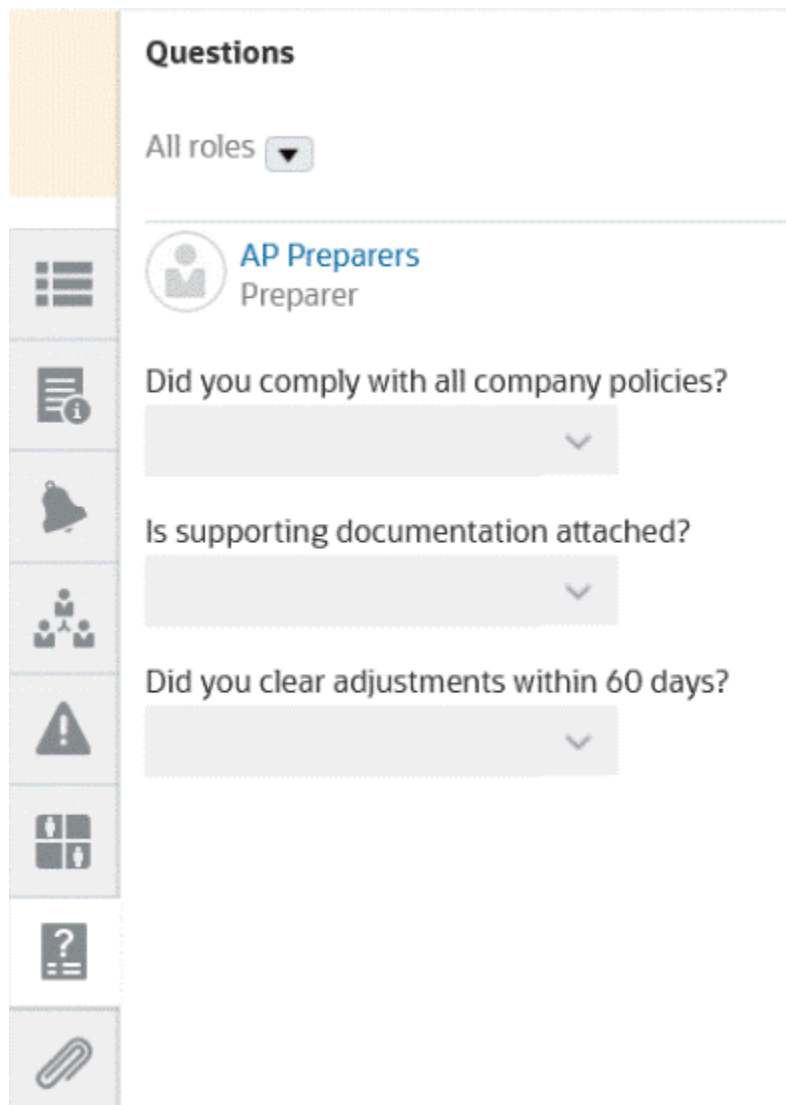 Questions
All roles
AP Preparers
Preparer
Did you comply with all company policies?
Is supporting documentation attached?
Did you clear adjustments within 60 days?